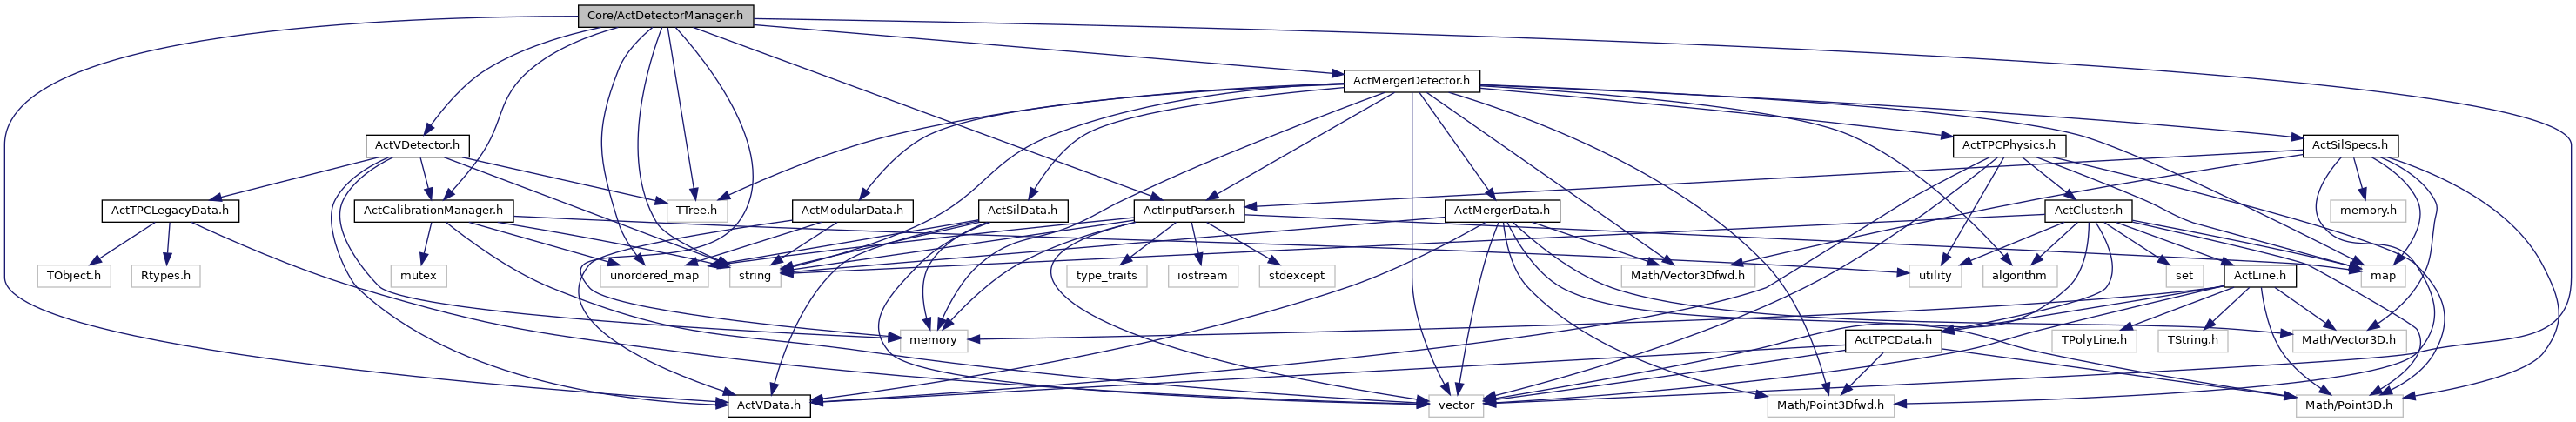 Core/ActDetectorManager.h
ActMergerDetector.h
ActVDetector.h
ActTPCPhysics.h
ActSilSpecs.h
ActTPCLegacyData.h
ActCalibrationManager.h
TTree.h
ActModularData.h
ActSilData.h
ActInputParser.h
ActMergerData.h
ActCluster.h
memory.h
TObject.h
Rtypes.h
mutex
unordered_map
string
type_traits
iostream
stdexcept
Math/Vector3Dfwd.h
utility
algorithm
set
ActLine.h
map
memory
ActTPCData.h
TPolyLine.h
TString.h
Math/Vector3D.h
ActVData.h
vector
Math/Point3Dfwd.h
Math/Point3D.h